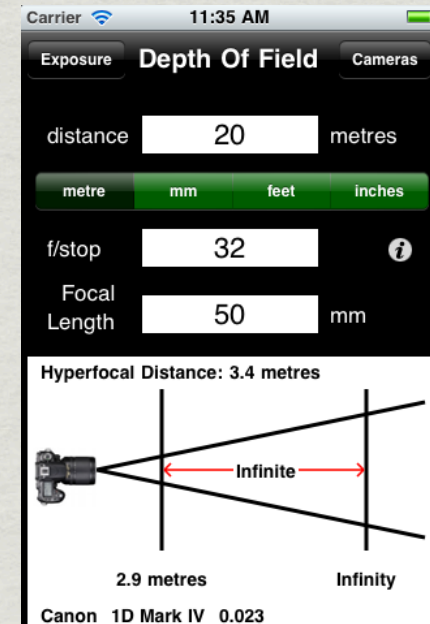 Carrier 11:35 AM
Exposure Depth Of Field Cameras
distance 20 metres
metre mm feet inches
f/stop 32 i
Focal
Length 50 mm
Hyperfocal Distance: 3.4 metres
Infinite
2.9 metres Infinity
Canon 1D Mark IV 0.023